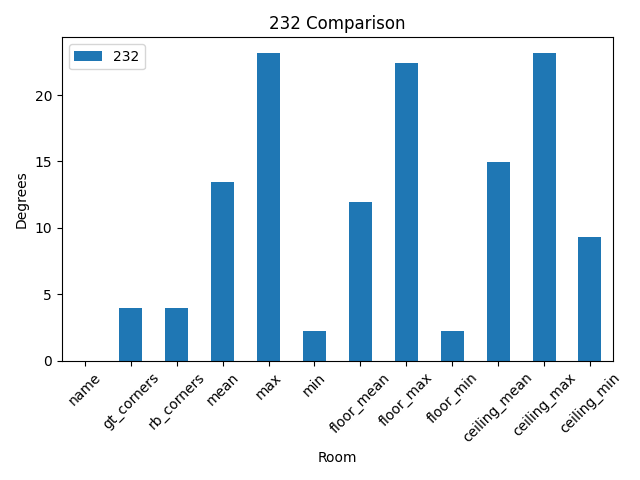 232 Comparison
232
Degrees
20
15
10
5
0
name
gt_corners
rb_corners
mean
max
min
floor_mean
floor_max
floor_min
ceiling_mean
ceiling_max
ceiling_min
Room